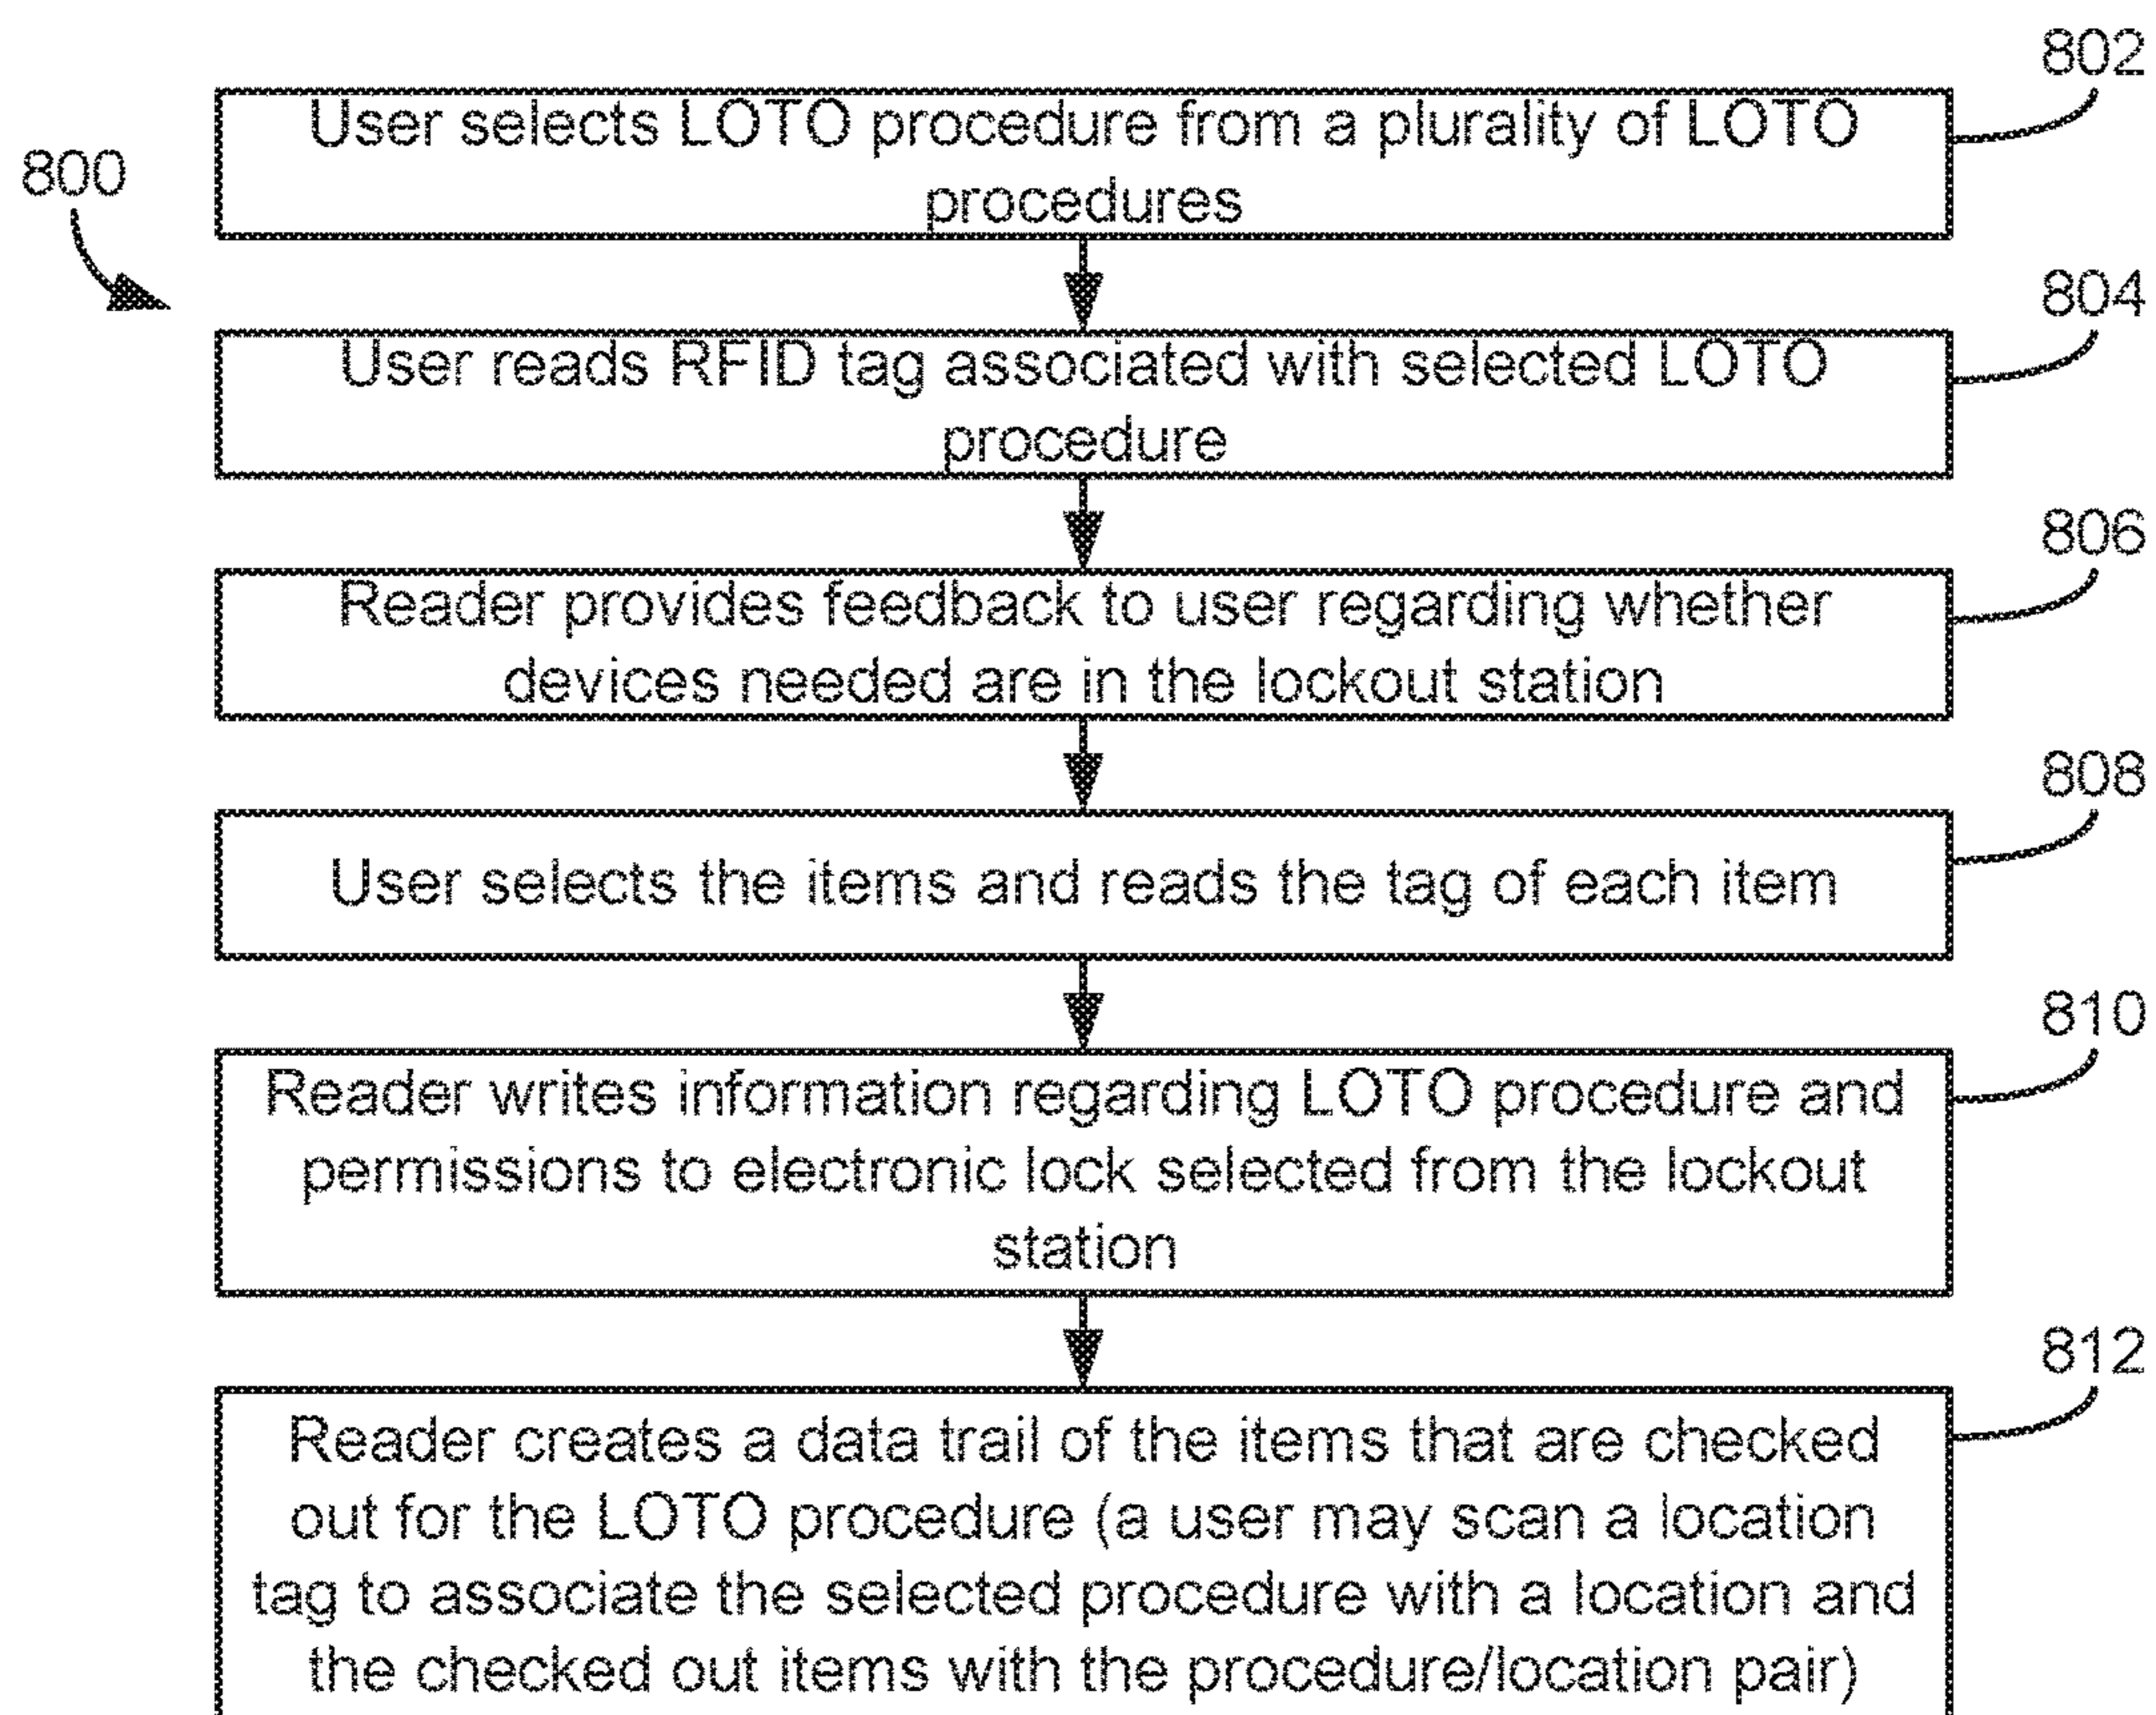 802
User selects LOTO procedure from a plurality of LOTO
procedures
800
804
User reads RFID tag associated with selected LOTO
procedure
806
Reader provides feedback to user regarding whether
devices needed are in the lockout station
808
User selects the items and reads the tag of each item
810
Reader writes information regarding LOTO procedure and
permissions to electronic lock selected from the lockout
station
812
Reader creates a data trail of the items that are checked
out for the LOTO procedure (a user may scan a location
tag to associate the selected procedure with a location and
the checked out items with the procedure/location pair)